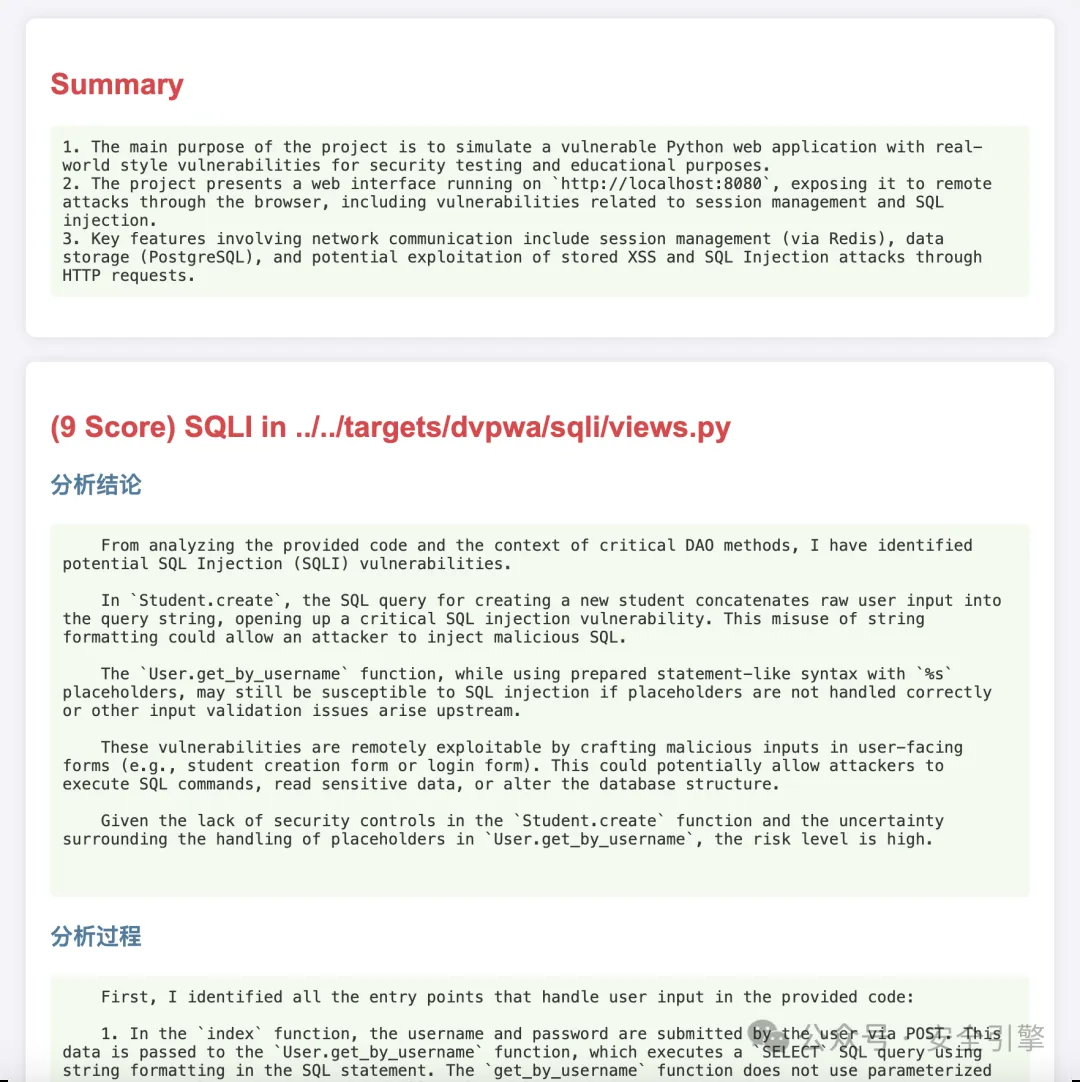 Summary
1. The main purpose of the project is to simulate a vulnerable Python web application with real-
world style vulnerabilities for security testing and educational purposes.
2. The project presents a web interface running on `http://localhost:8080`, exposing it to remote
attacks through the browser, including vulnerabilities related to session management and SQL
injection.
3. Key features involving network communication include session management (via Redis), data
storage (PostgreSQL), and potential exploitation of stored XSS and SQL Injection attacks through
HTTP requests.
(9 Score) SQLI in ../../targets/dvpwa/sqli/views.py
分析结论
From analyzing the provided code and the context of critical DAO methods, I have identified
potential SQL Injection (SQLI) vulnerabilities.
In `Student.create`, the SQL query for creating a new student concatenates raw user input into
the query string, opening up a critical SQL injection vulnerability. This misuse of string
formatting could allow an attacker to inject malicious SQL.
The `User.get_by_username` function, while using prepared statement-like syntax with `%s`
placeholders, may still be susceptible to SQL injection if placeholders are not handled correctly
or other input validation issues arise upstream.
These vulnerabilities are remotely exploitable by crafting malicious inputs in user-facing
forms (e.g., student creation form or login form). This could potentially allow attackers to
execute SQL commands, read sensitive data, or alter the database structure.
Given the lack of security controls in the `Student.create` function and the uncertainty
surrounding the handling of placeholders in `User.get_by_username`, the risk level is high.
分析过程
First, I identified all the entry points that handle user input in the provided code:
1. In the `index` function, the username and password are submitted by the user via POST. This
data is passed to the `User.get_by_username` function, which executes a `SELECT` SQL query using
string formatting in the SQL statement. The `get_by_username` function does not use parameterized
公众号 · 安全引擎